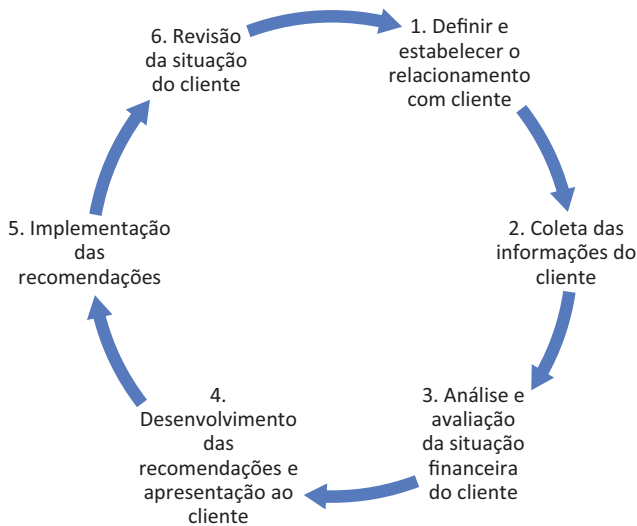 1. Definir e
estabelecer o
relacionamento
com cliente
2. Coleta das
informações do
cliente
3. Análise e
avaliação
da situação
financeira
do cliente
4.
Desenvolvimento
das
recomendações e
apresentação ao
cliente
5. Implementação
das
recomendações
6. Revisão
da situação
do cliente